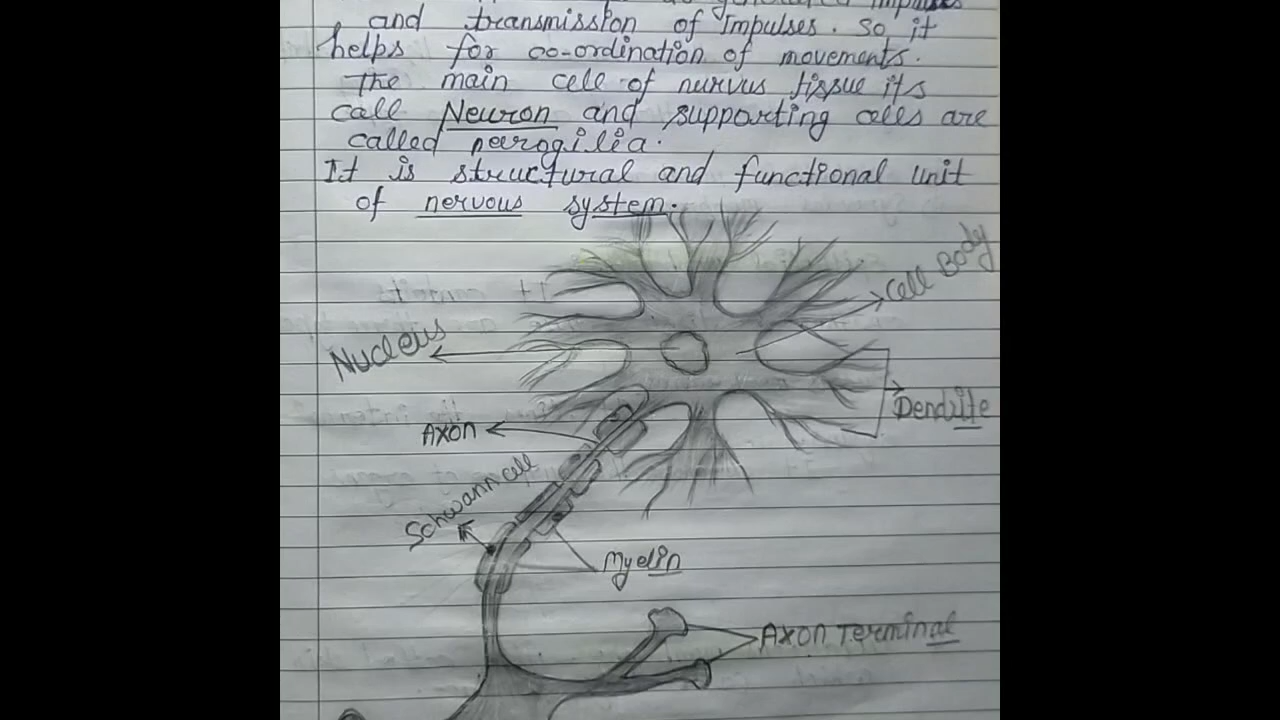 and transmission of Impulses. So it
helps for co-ordination of movements.
The main cell of nurvus tissue its
call Neuron and supporting cells are
called neerogilia.
It is structural and functional unit
of nervous system.
Cell Body
Nucleus
Dendrite
Axon
Schwann cell
Myelin
Axon Terminal